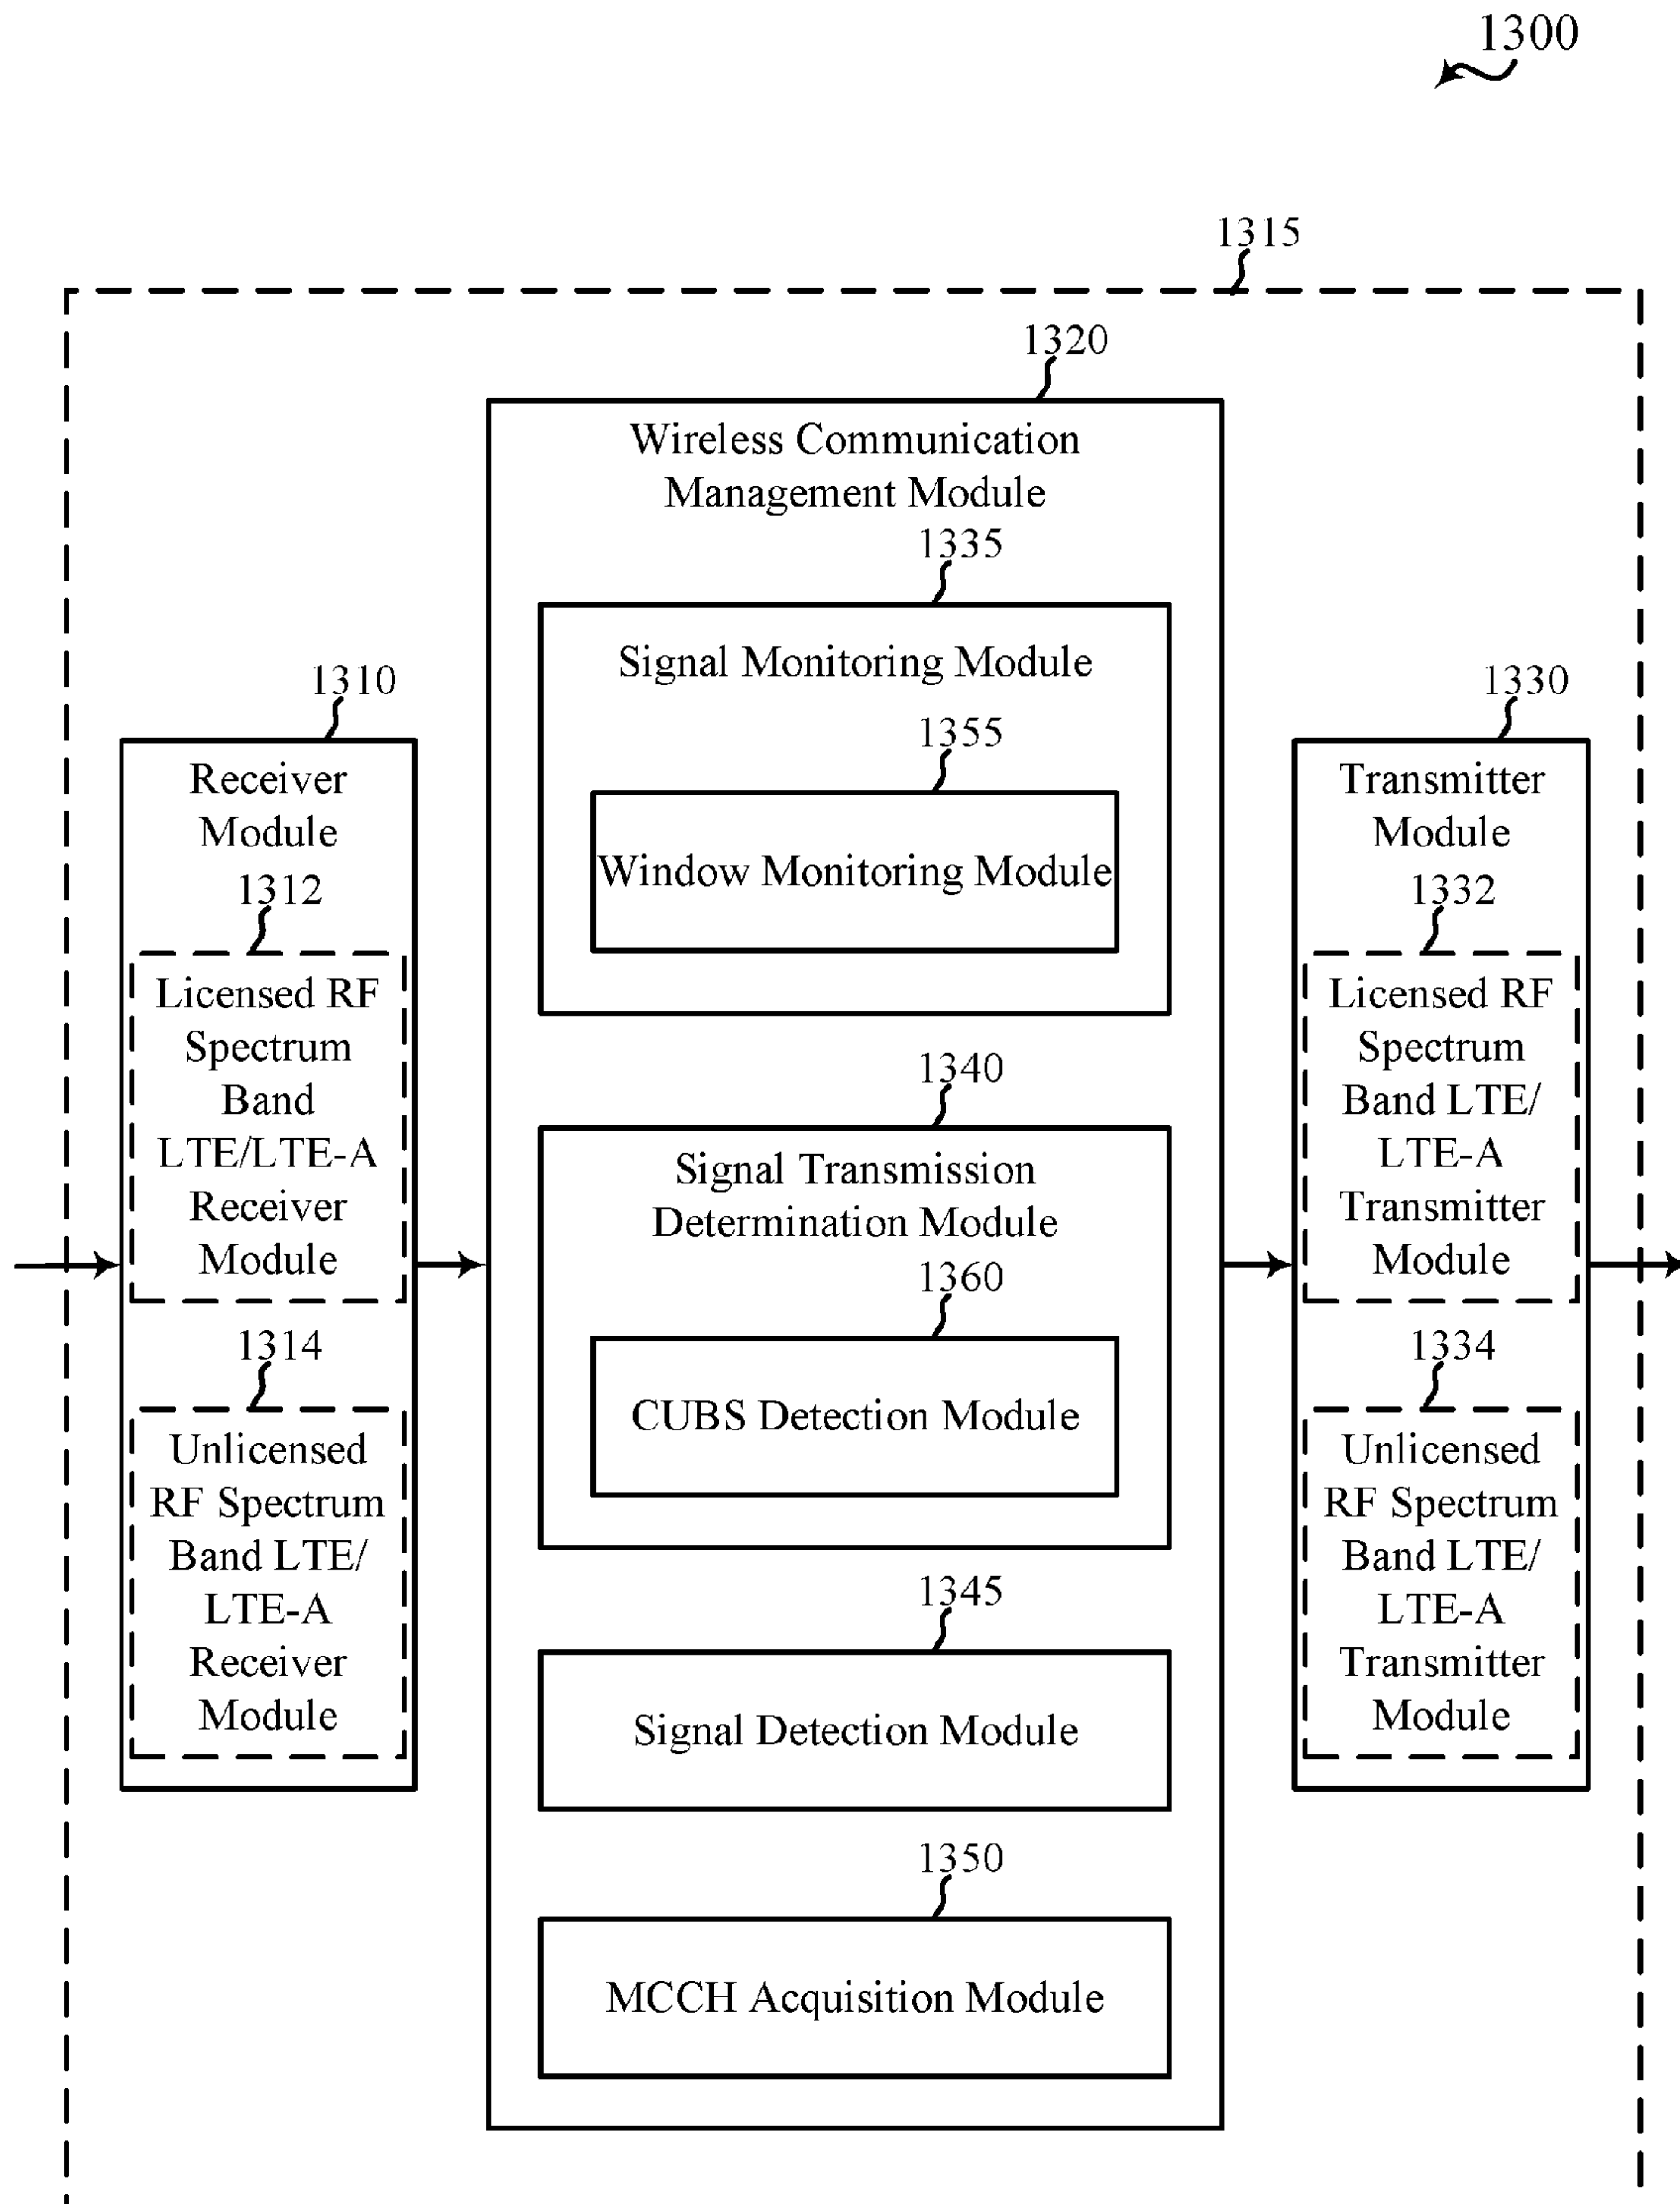 1300
1315
1320
Wireless Communication
Management Module
1335
Signal Monitoring Module
1355
Window Monitoring Module
1340
Signal Transmission
Determination Module
1360
CUBS Detection Module
1345
Signal Detection Module
1350
MCCH Acquisition Module
1310
Receiver
Module
1312
Licensed RF
Spectrum
Band
LTE/LTE-A
Receiver
Module
1314
Unlicensed
RF Spectrum
Band LTE/
LTE-A
Receiver
Module
1330
Transmitter
Module
1332
Licensed RF
Spectrum
Band LTE/
LTE-A
Transmitter
Module
1334
Unlicensed
RF Spectrum
Band LTE/
LTE-A
Transmitter
Module